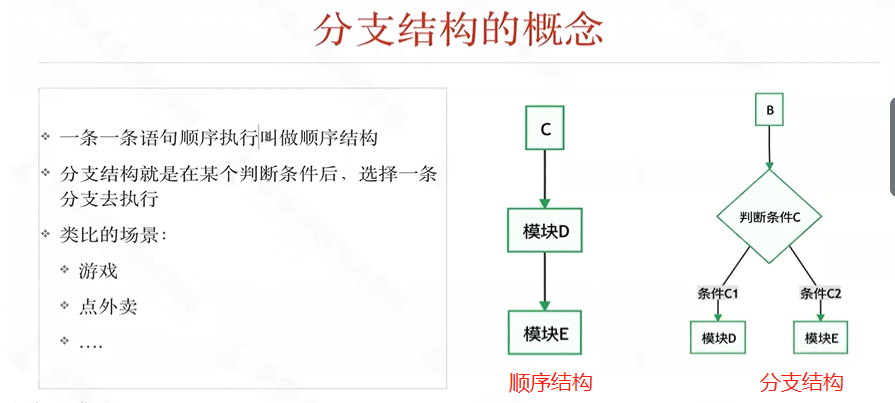 分支结构的概念
一条一条语句顺序执行叫做顺序结构
分支结构就是在某个判断条件后，选择一条
分支去执行
类比的场景：
游戏
点外卖
....
C
模块D
模块E
顺序结构
B
判断条件C
条件C1
条件C2
模块D
模块E
分支结构